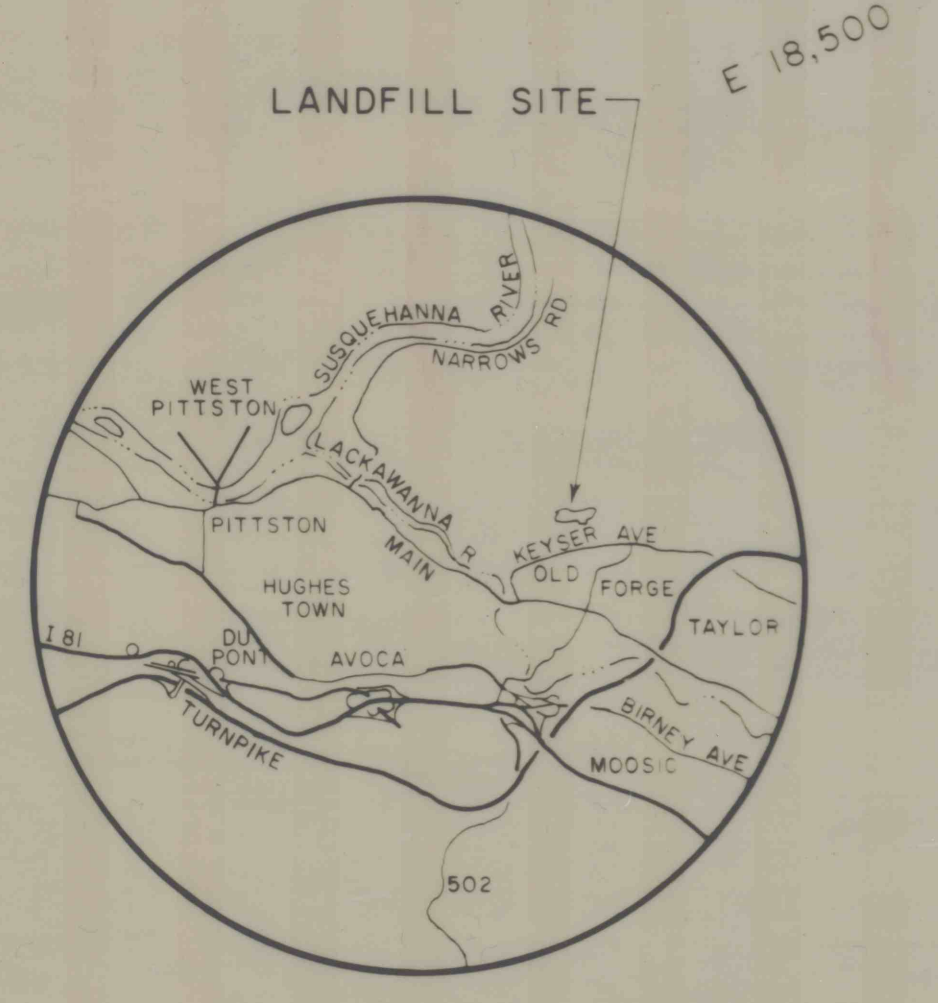 E 18,500
LANDFILL SITE
SUSQUEHANNA RIVER
NARROWS RD
WEST
PITTSTON
LACKAWANNA R
PITTSTON
MAIN
KEYSER AVE
OLD FORGE
HUGHES
TOWN
TAYLOR
I 81
DU
PONT
AVOCA
TURNPIKE
BIRNEY AVE
MOOSIC
502